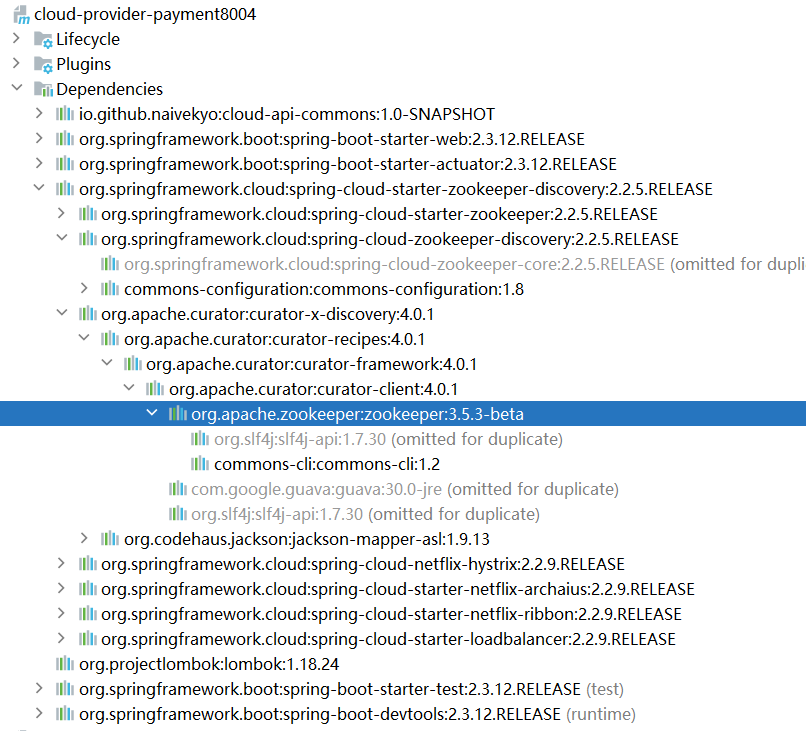 cloud-provider-payment8004
Lifecycle
Plugins
Dependencies
io.github.naivekyo:cloud-api-commons:1.0-SNAPSHOT
org.springframework.boot:spring-boot-starter-web:2.3.12.RELEASE
org.springframework.boot:spring-boot-starter-actuator:2.3.12.RELEASE
org.springframework.cloud:spring-cloud-starter-zookeeper-discovery:2.2.5.RELEASE
org.springframework.cloud:spring-cloud-starter-zookeeper:2.2.5.RELEASE
org.springframework.cloud:spring-cloud-zookeeper-discovery:2.2.5.RELEASE
org.springframework.cloud:spring-cloud-zookeeper-core:2.2.5.RELEASE (omitted for dupli
commons-configuration:commons-configuration:1.8
org.apache.curator:curator-x-discovery:4.0.1
org.apache.curator:curator-recipes:4.0.1
org.apache.curator:curator-framework:4.0.1
org.apache.curator:curator-client:4.0.1
org.apache.zookeeper:zookeeper:3.5.3-beta
org.slf4j:slf4j-api:1.7.30 (omitted for duplicate)
commons-cli:commons-cli:1.2
com.google.guava:guava:30.0-jre (omitted for duplicate)
org.slf4j:slf4j-api:1.7.30 (omitted for duplicate)
org.codehaus.jackson:jackson-mapper-asl:1.9.13
org.springframework.cloud:spring-cloud-netflix-hystrix:2.2.9.RELEASE
org.springframework.cloud:spring-cloud-starter-netflix-archaius:2.2.9.RELEASE
org.springframework.cloud:spring-cloud-starter-netflix-ribbon:2.2.9.RELEASE
org.springframework.cloud:spring-cloud-starter-loadbalancer:2.2.9.RELEASE
org.projectlombok:lombok:1.18.24
org.springframework.boot:spring-boot-starter-test:2.3.12.RELEASE (test)
org.springframework.boot:spring-boot-devtools:2.3.12.RELEASE (runtime)